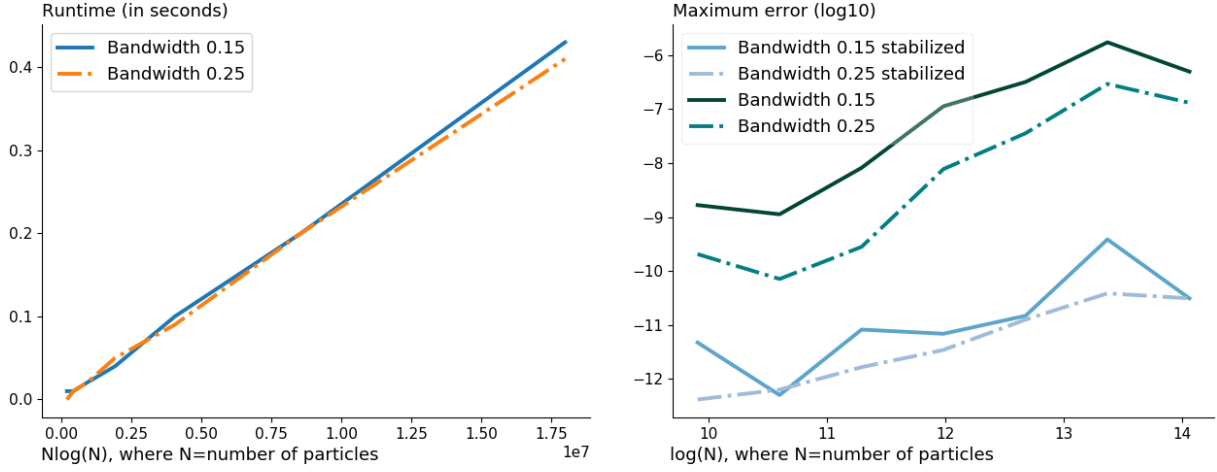 Runtime (in seconds)
Bandwidth 0.15
Bandwidth 0.25
0.4
0.3
0.2
0.1
0.0
0.00 0.25 0.50 0.75 1.00 1.25 1.50 1.75
1e7
Nlog(N), where N=number of particles
Maximum error (log10)
Bandwidth 0.15 stabilized
Bandwidth 0.25 stabilized
Bandwidth 0.15
Bandwidth 0.25
−6
−7
−8
−9
−10
−11
−12
10 11 12 13 14
log(N), where N=number of particles